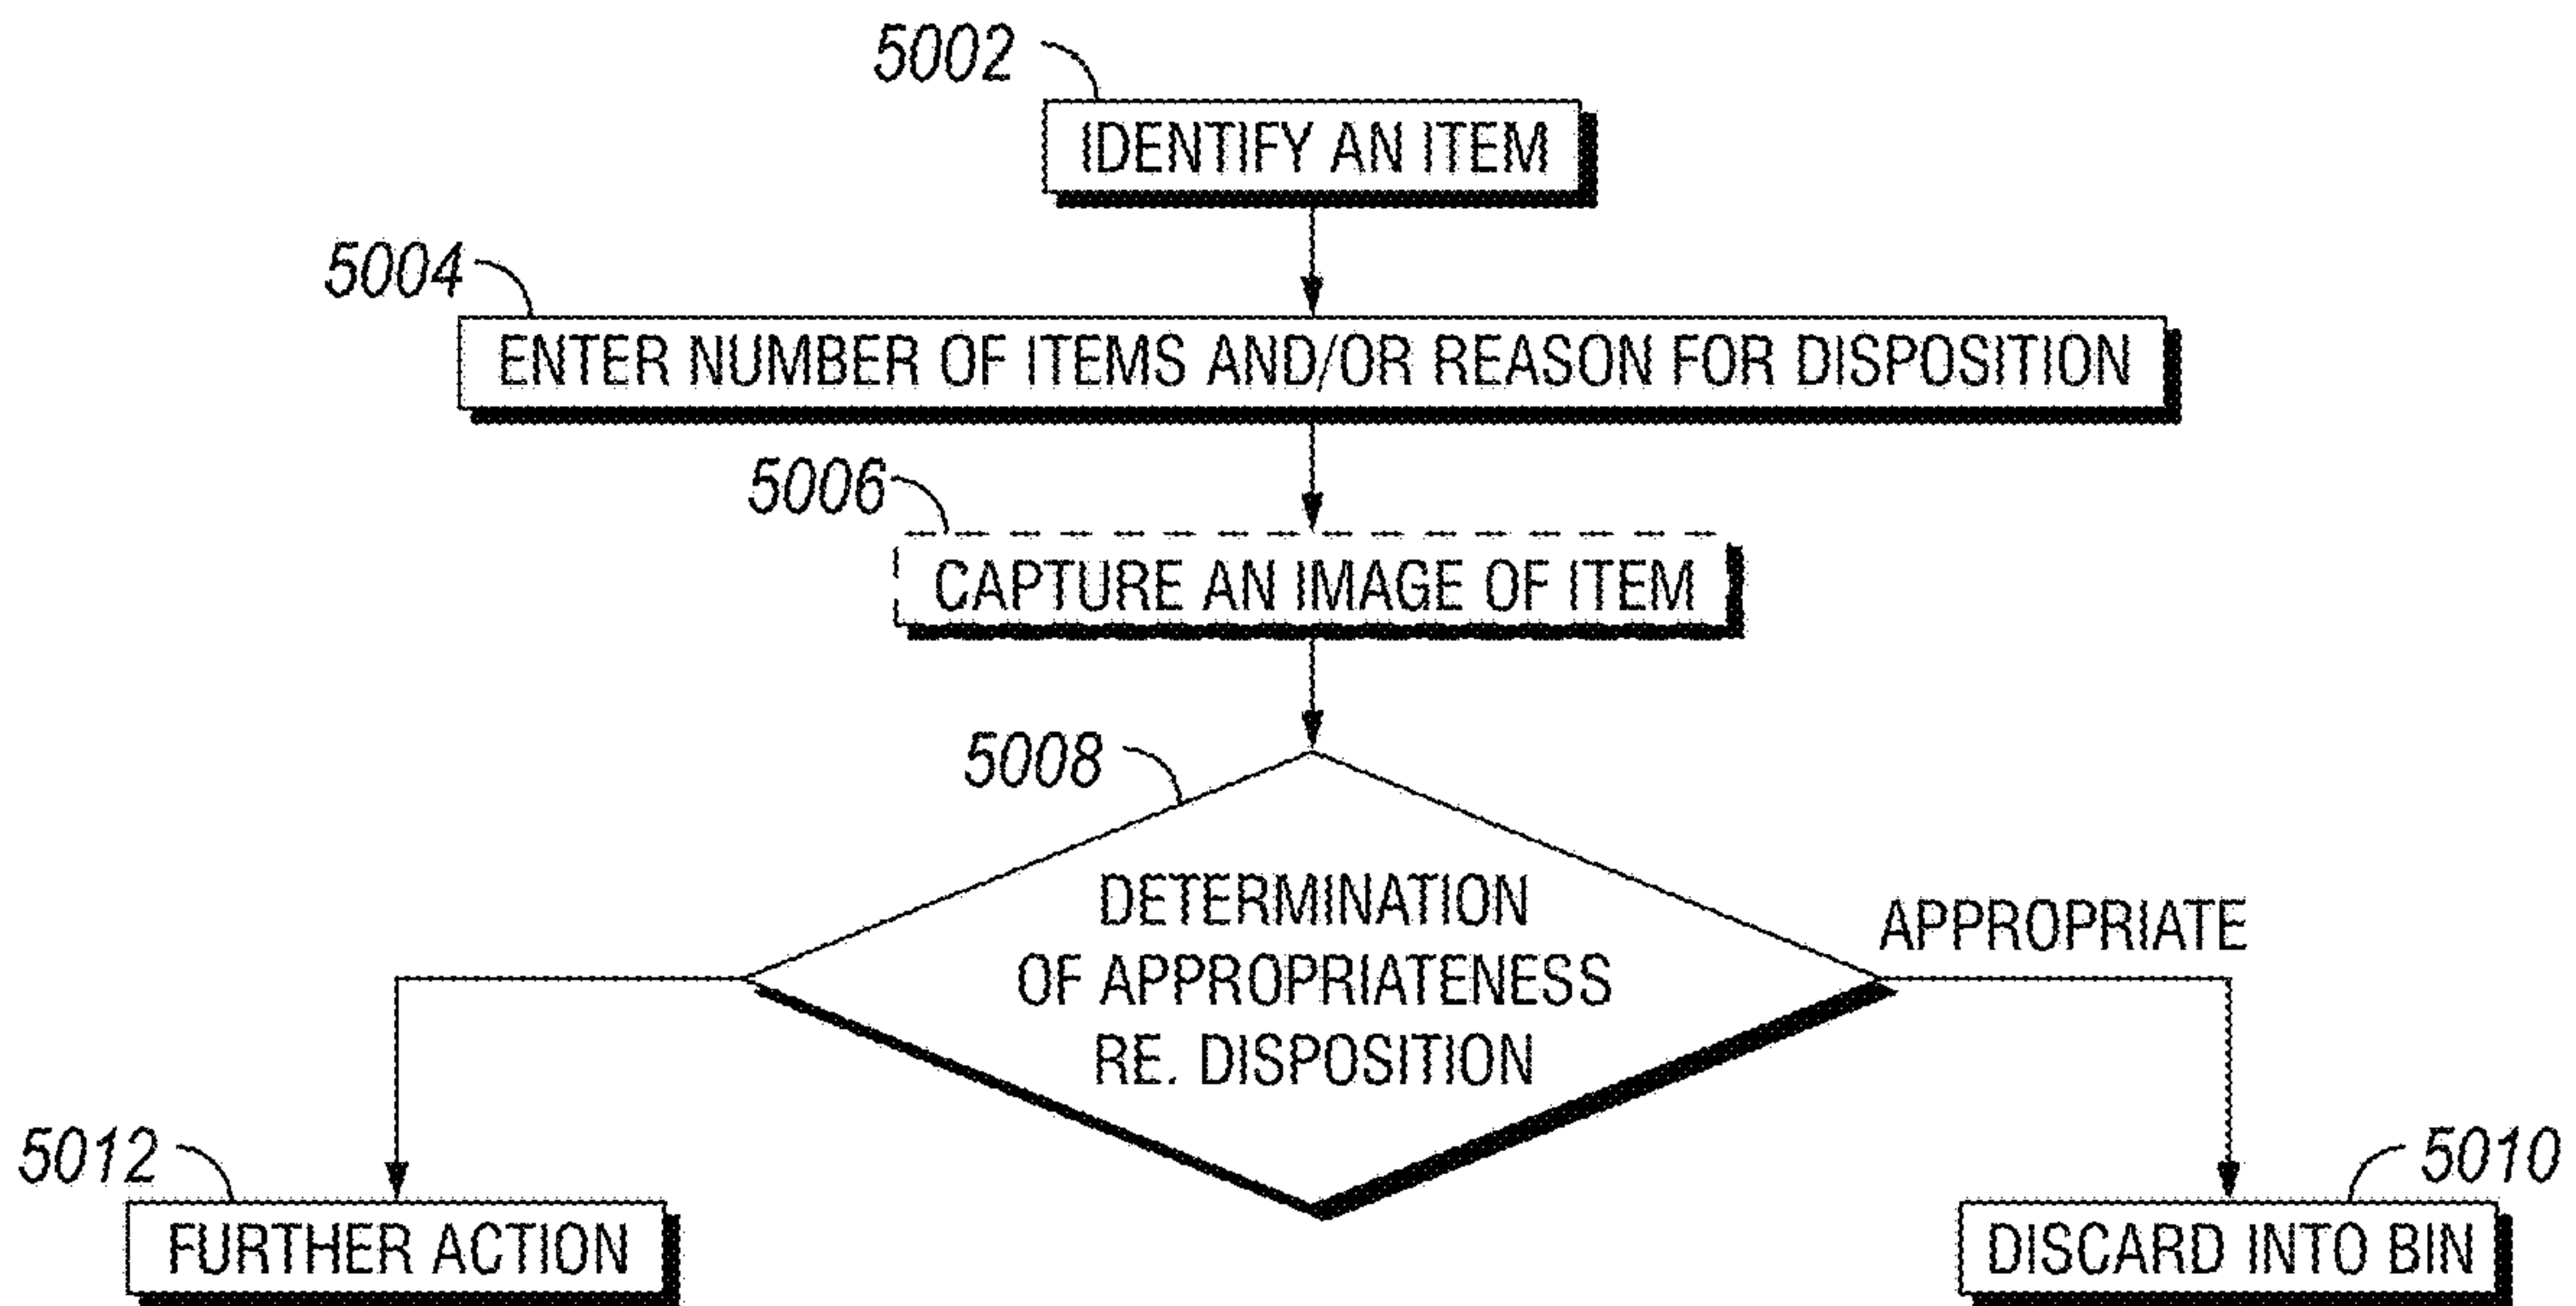 5002
IDENTIFY AN ITEM
5004
ENTER NUMBER OF ITEMS AND/OR REASON FOR DISPOSITION
5006
CAPTURE AN IMAGE OF ITEM
5008
DETERMINATION
OF APPROPRIATENESS
RE. DISPOSITION
APPROPRIATE
5012
FURTHER ACTION
5010
DISCARD INTO BIN